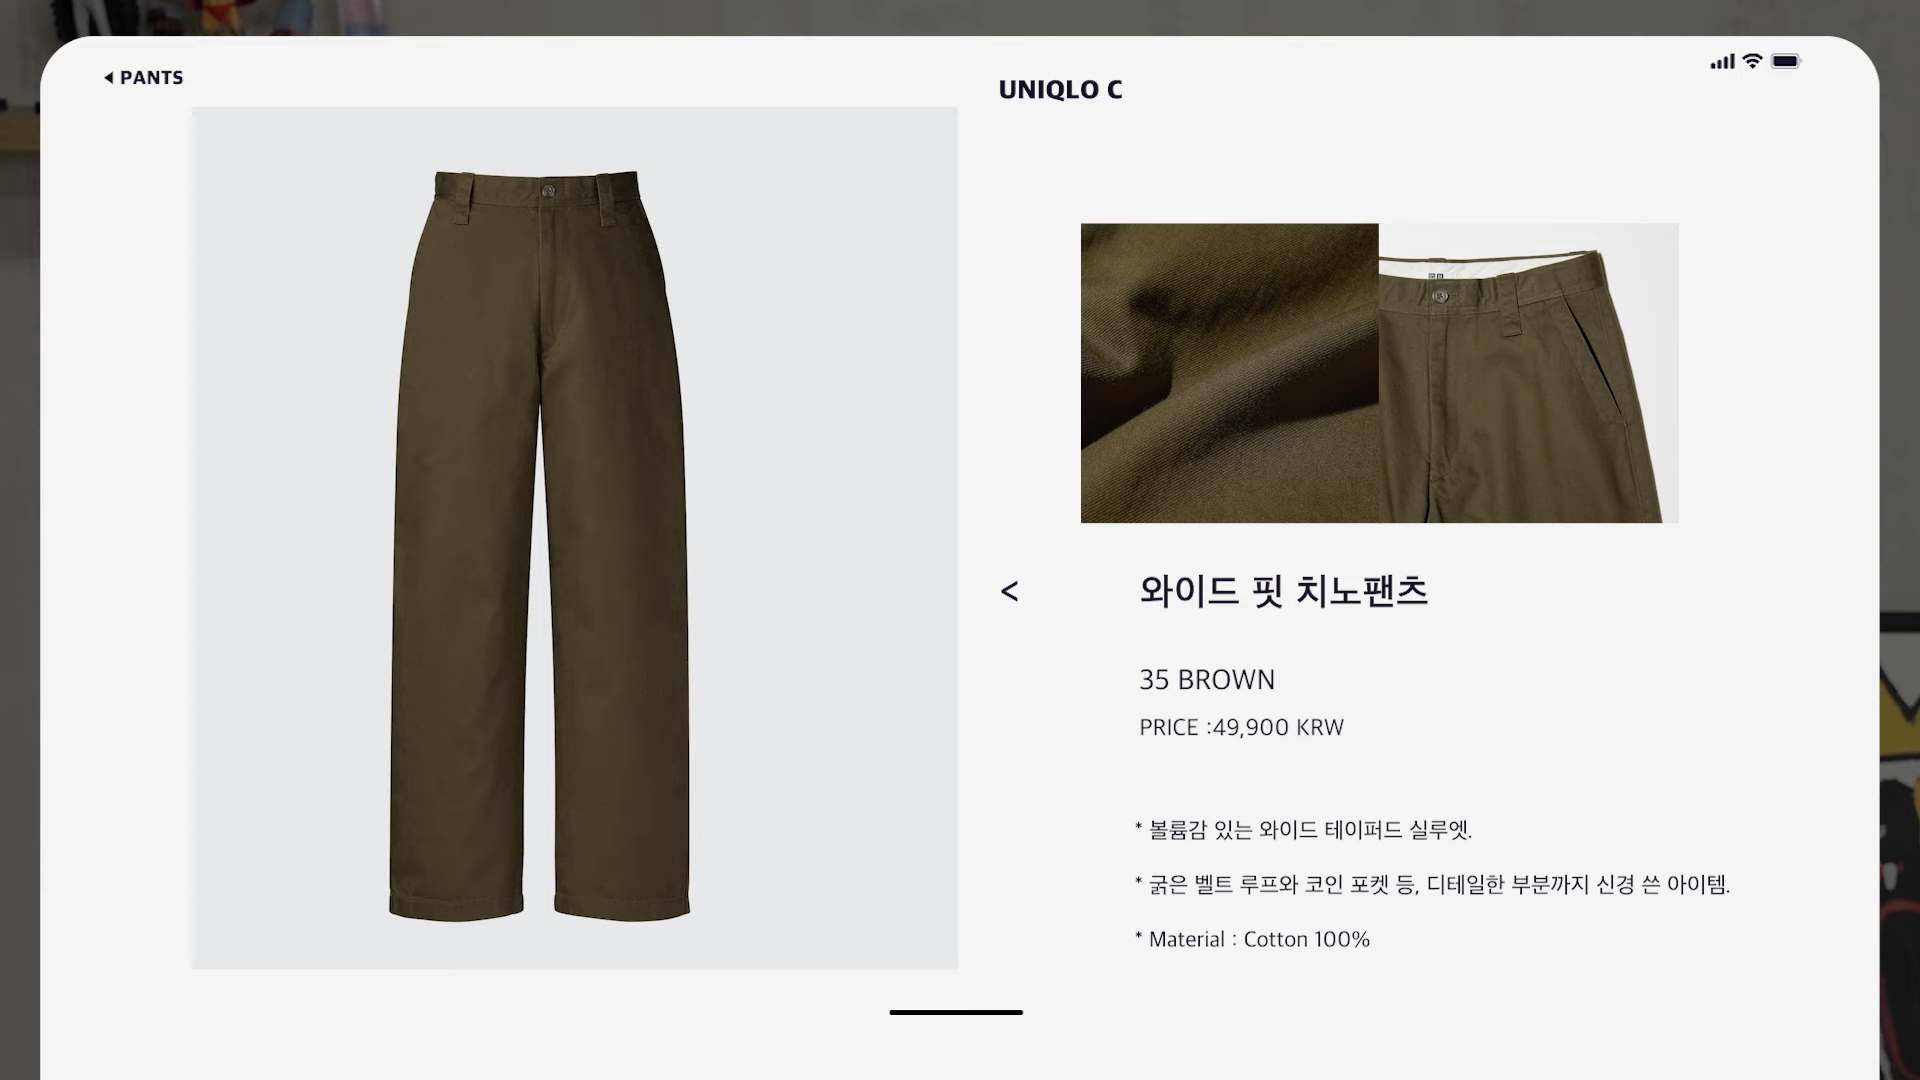 PANTS
UNIQLO C
<
와이드 핏 치노팬츠
35 BROWN
PRICE :49,900 KRW
* 볼륨감 있는 와이드 테이퍼드 실루엣.
* 굵은 벨트 루프와 코인 포켓 등, 디테일한 부분까지 신경 쓴 아이템.
* Material : Cotton 100%